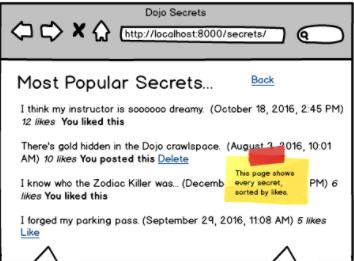 Dojo Secrets
http://localhost:8000/secrets/
Most Popular Secrets...
Back
I think my instructor is soooooo dreamy. (October 18, 2016, 2:45 PM)
12 likes You liked this
There's gold hidden in the Dojo crawlspace. (August 3, 2016, 10:01
AM) 10 likes You posted this Delete
I know who the Zodiac Killer was... (Decemb PM) 6
likes You liked this
This page shows
every secret,
sorted by likes.
I forged my parking pass. (September 29, 2016, 11:08 AM) 5 likes
Like